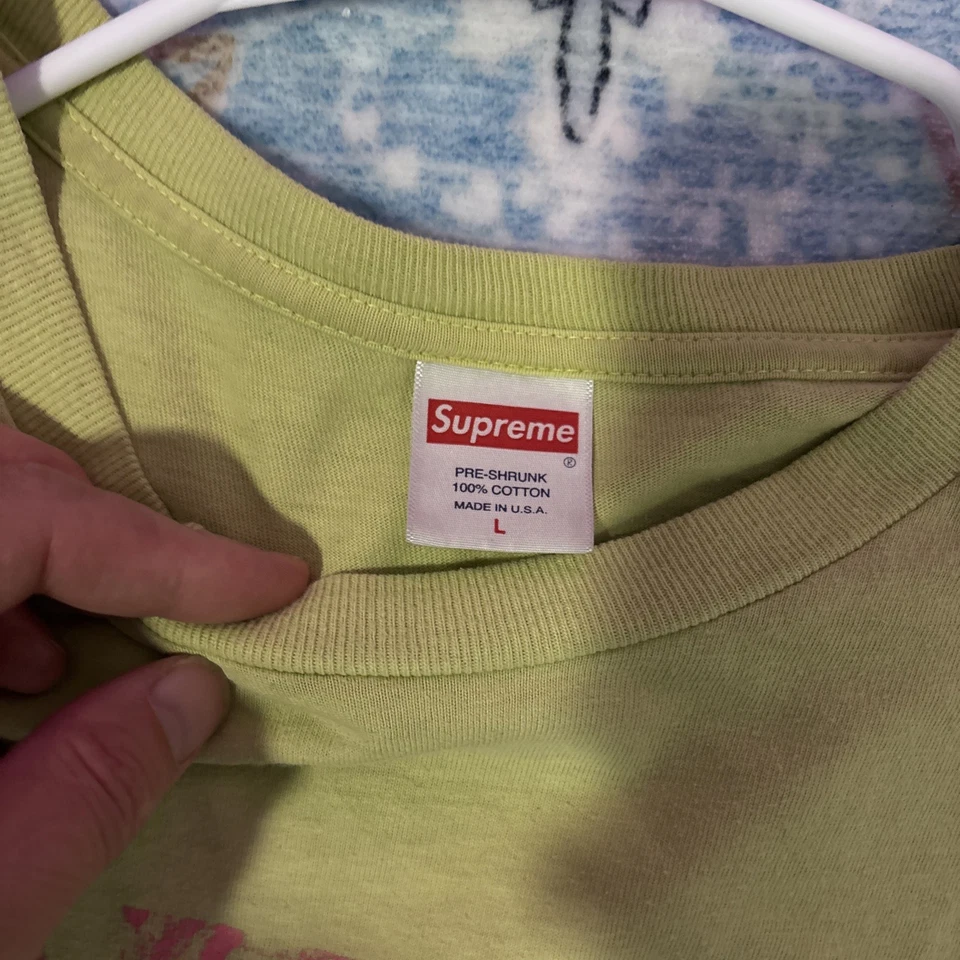 Supreme
®
PRE-SHRUNK
100% COTTON
MADE IN U.S.A.
L